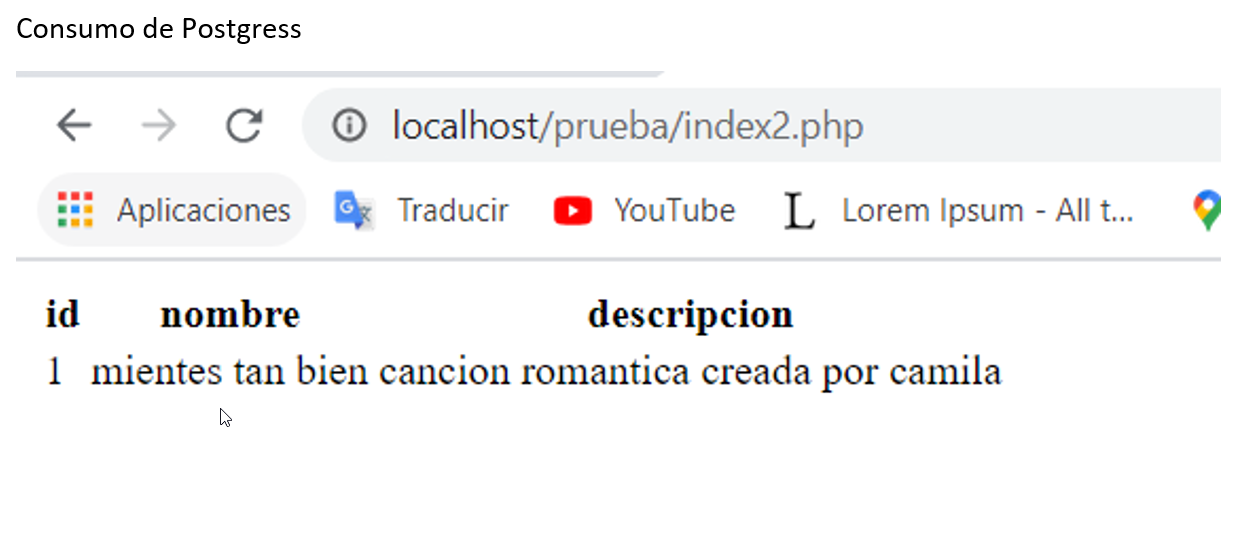 Consumo de Postgress
localhost/prueba/index2.php
Aplicaciones Traducir YouTube L Lorem Ipsum - All t...
id nombre descripcion
1 mientes tan bien cancion romantica creada por camila